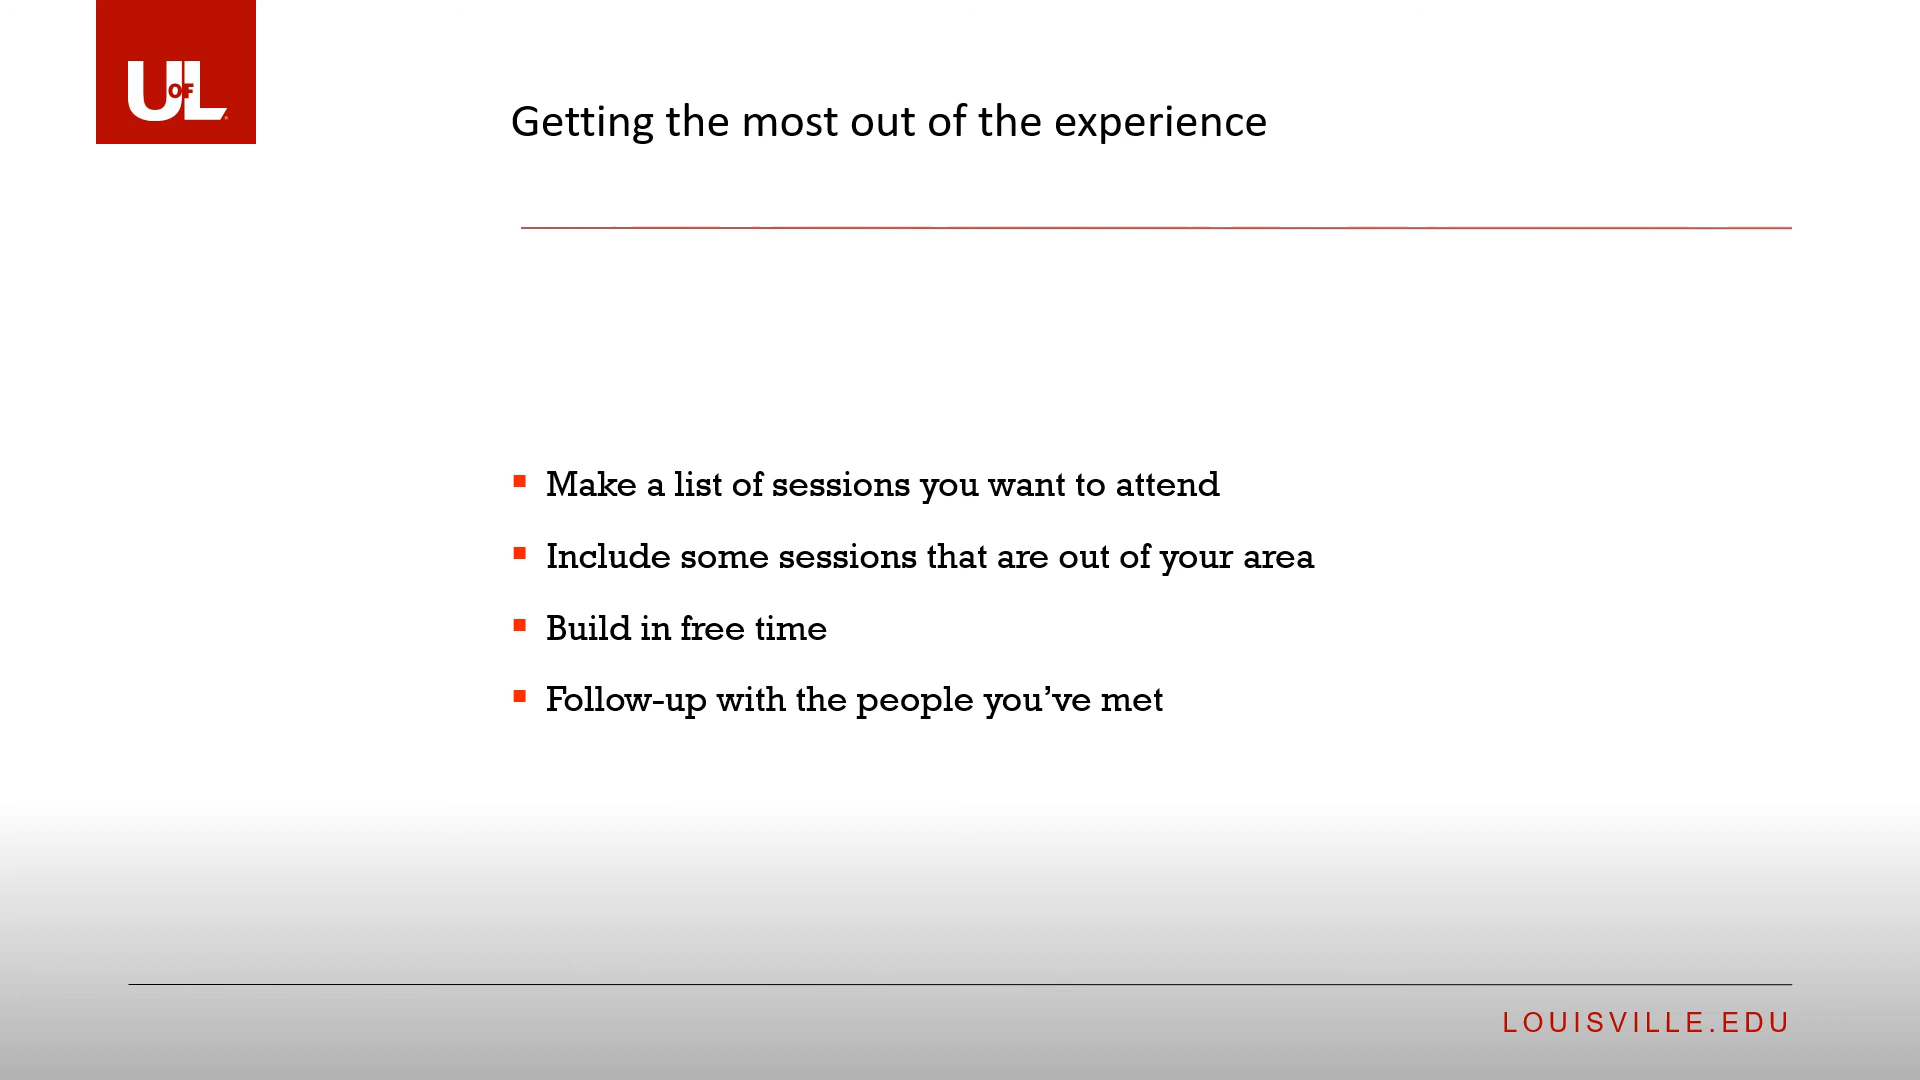 U OF L
Getting the most out of the experience
Make a list of sessions you want to attend
Include some sessions that are out of your area
Build in free time
Follow-up with the people you’ve met
LOUISVILLE.EDU